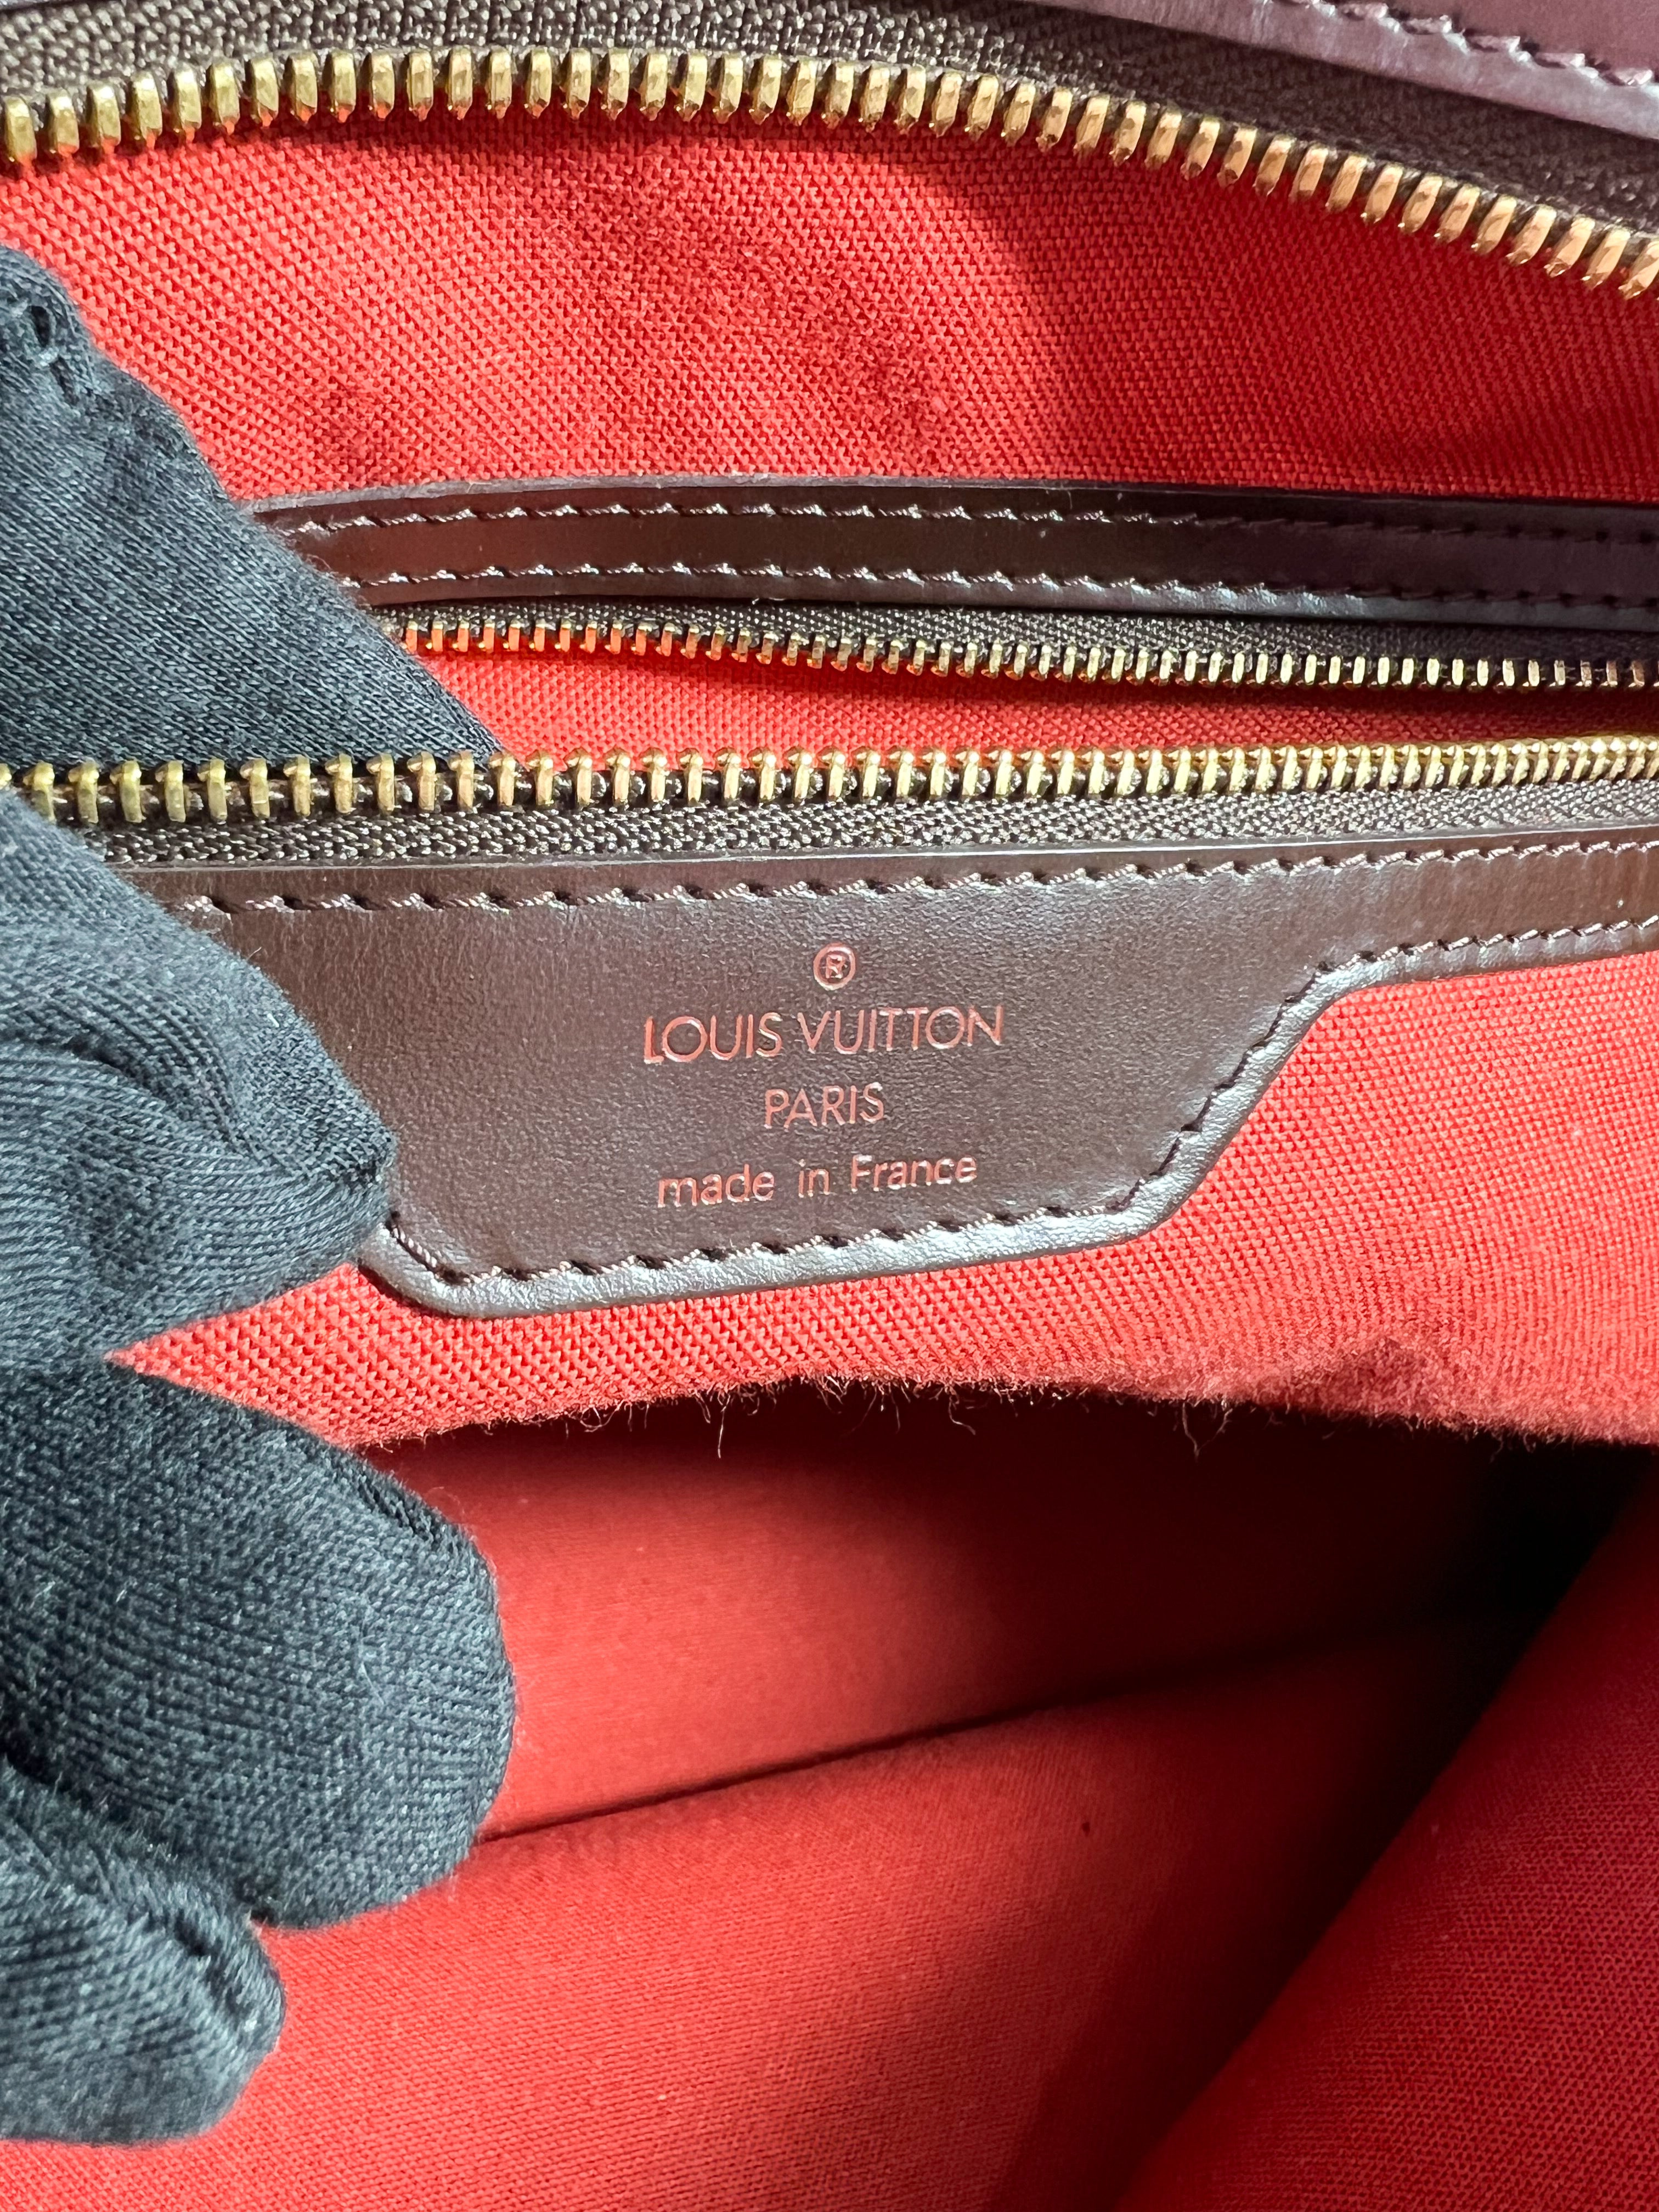 ®
LOUIS VUITTON
PARIS
made in France